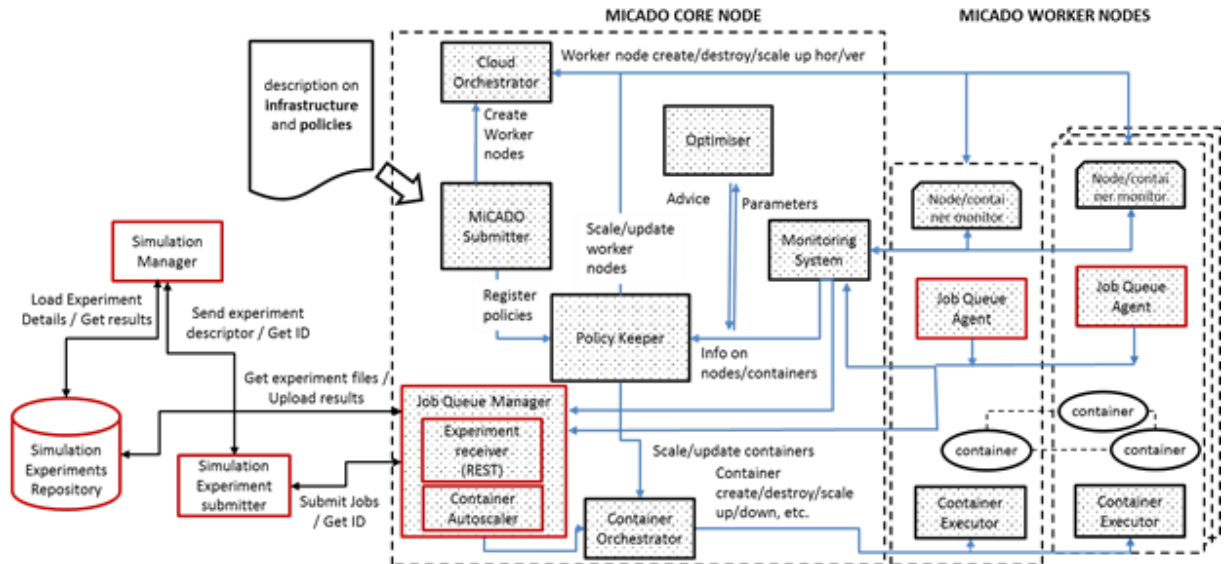 MICADO CORE NODE
MICADO WORKER NODES
description on
infrastructure
and policies
Cloud
Orchestrator
Worker node create/destroy/scale up hor/ver
Create
Worker
nodes
Optimiser
Advice
Parameters
MiCADO
Submitter
Scale/update
worker
nodes
Monitoring
System
Node/contai
ner monitor
Node/contai
ner monitor
Simulation
Manager
Load Experiment
Details / Get results
Send experiment
descriptor / Get ID
Register
policies
Policy Keeper
Info on
nodes/containers
Job Queue
Agent
Job Queue
Agent
Get experiment files /
Upload results
Job Queue Manager
Experiment
receiver
(REST)
Container
Autoscaler
Simulation
Experiments
Repository
Simulation
Experiment
submitter
Submit Jobs
/ Get ID
Scale/update containers
Container
create/destroy/scale
up/down, etc.
Container
Orchestrator
container
container
container
Container
Executor
Container
Executor